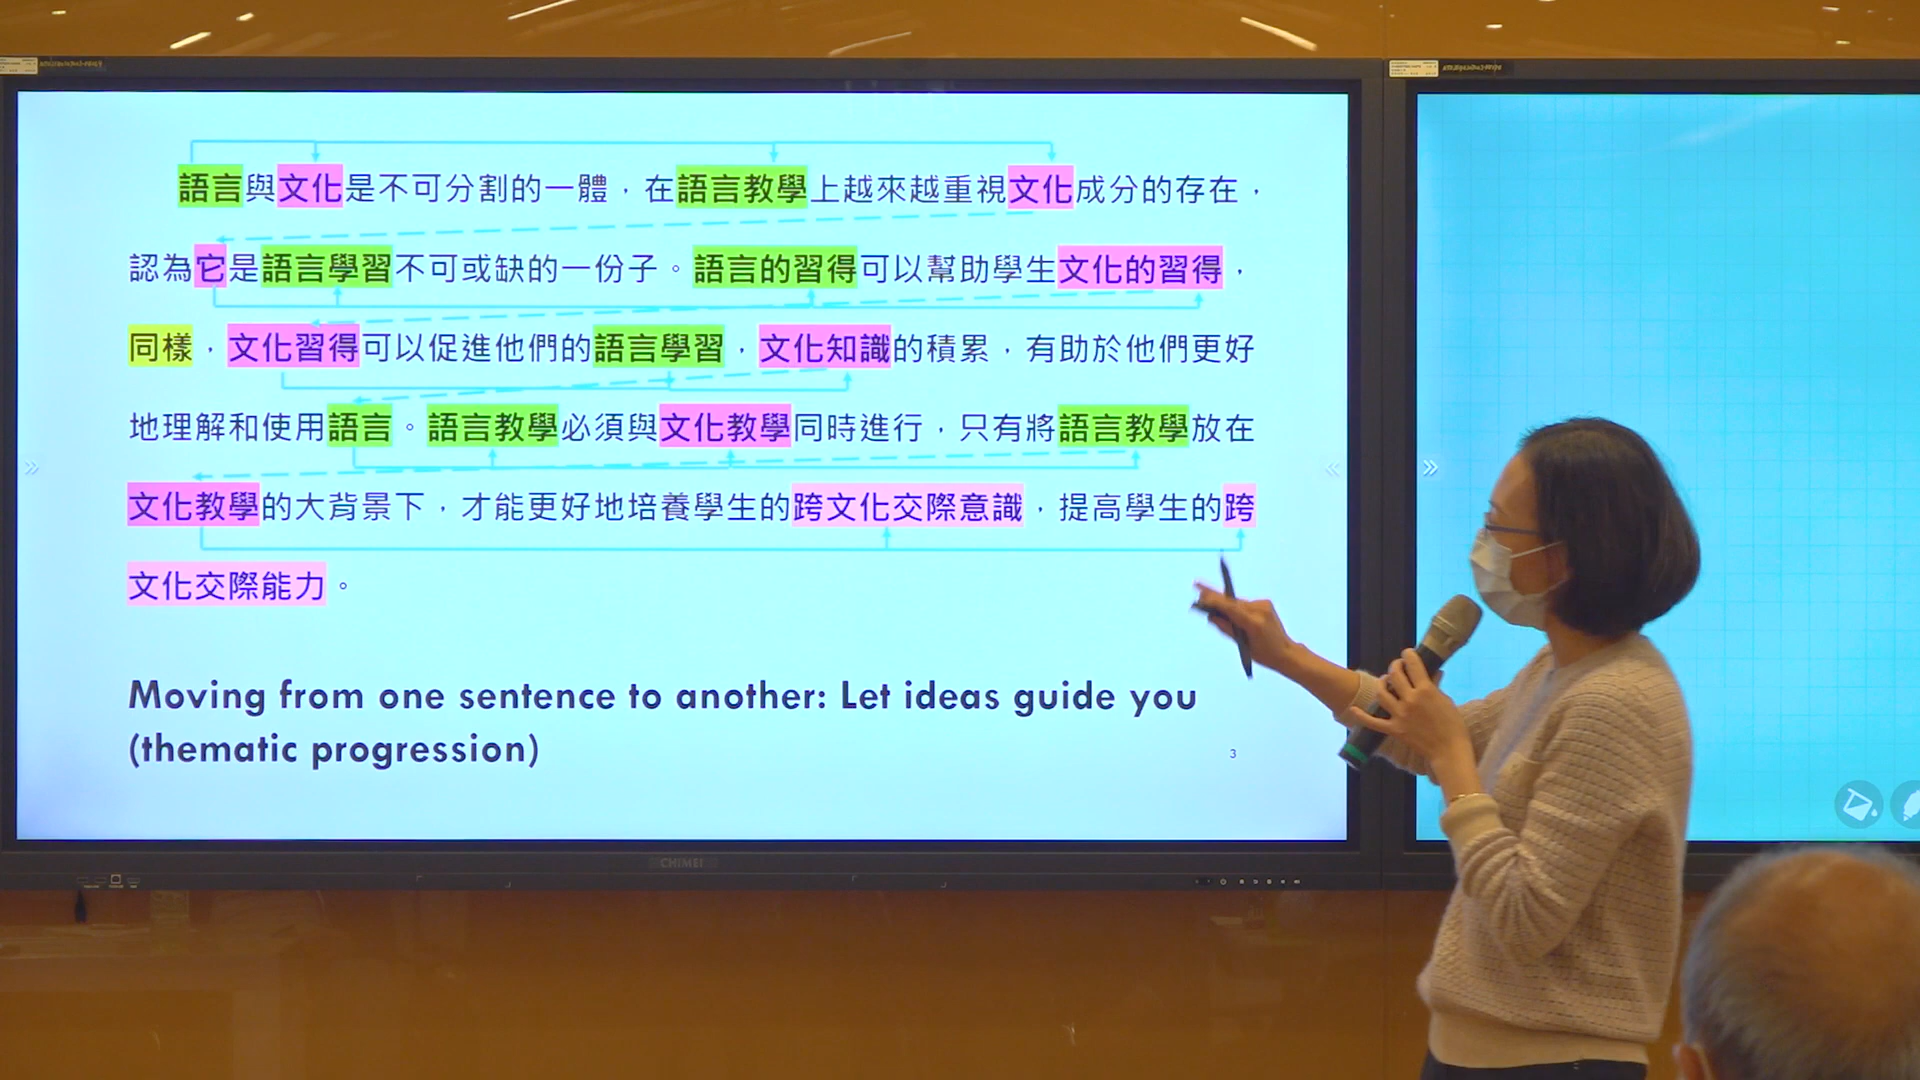 語言與文化是不可分割的一體，在語言教學上越來越重視文化成分的存在，
認為它是語言學習不可或缺的一份子。語言的習得可以幫助學生文化的習得，
同樣，文化習得可以促進他們的語言學習，文化知識的積累，有助於他們更好
地理解和使用語言。語言教學必須與文化教學同時進行，只有將語言教學放在
文化教學的大背景下，才能更好地培養學生的跨文化交際意識，提高學生的跨
文化交際能力。
Moving from one sentence to another: Let ideas guide you
(thematic progression)
3
CHIMEI